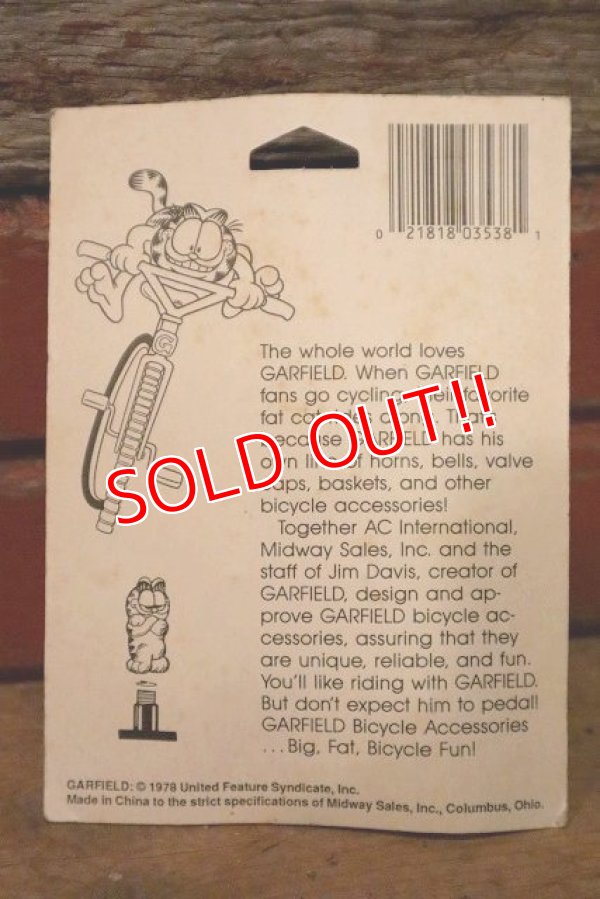 0 21818 03538 1
The whole world loves
GARFIELD. When GARFIELD
fans go cycling, their favorite
fat cat rides along. That's
because GARFIELD has his
own line of horns, bells, valve
caps, baskets, and other
bicycle accessories!
Together AC International,
Midway Sales, Inc. and the
staff of Jim Davis, creator of
GARFIELD, design and ap-
prove GARFIELD bicycle ac-
cessories, assuring that they
are unique, reliable, and fun.
You'll like riding with GARFIELD.
But don't expect him to pedal!
GARFIELD Bicycle Accessories
...Big, Fat, Bicycle Fun!
SOLD OUT!!
GARFIELD: © 1978 United Feature Syndicate, Inc.
Made in China to the strict specifications of Midway Sales, Inc., Columbus, Ohio.